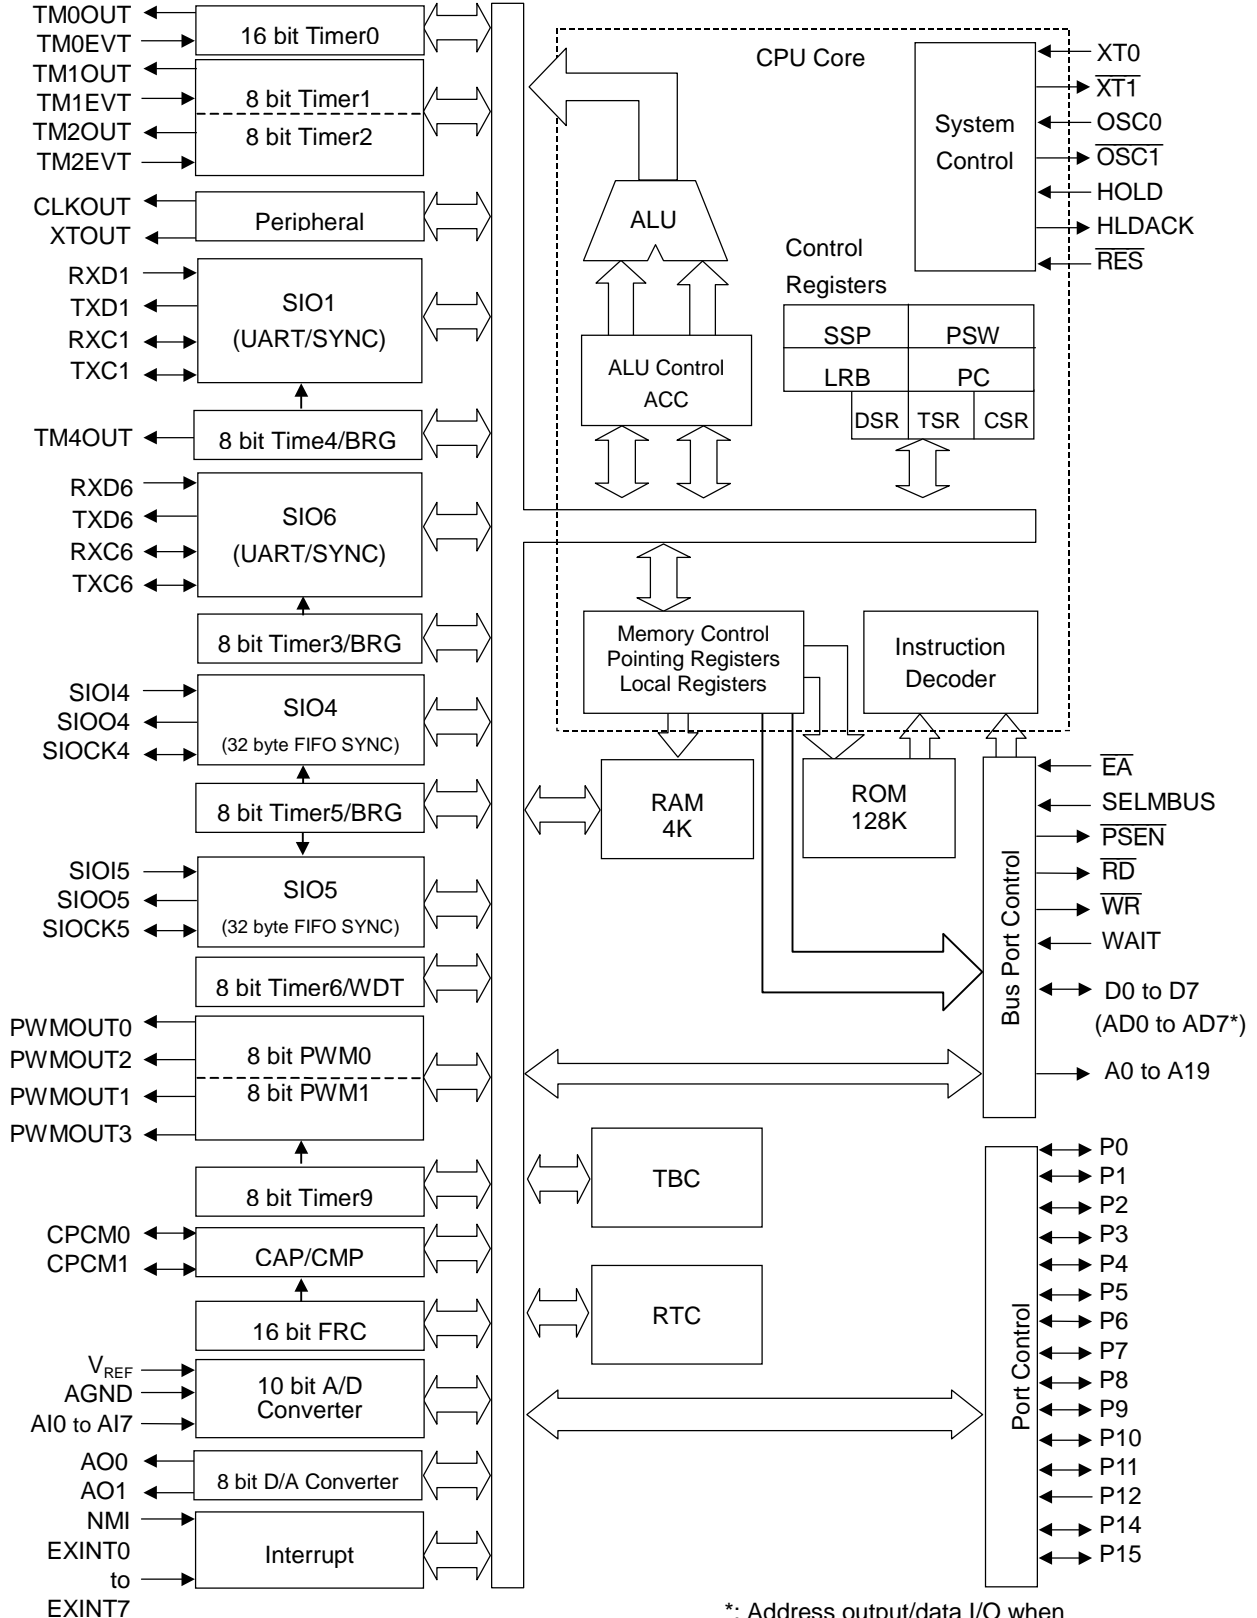 TM0OUT
TM0EVT
16 bit Timer0
TM1OUT
TM1EVT
TM2OUT
TM2EVT
8 bit Timer1
8 bit Timer2
CLKOUT
XTOUT
Peripheral
RXD1
TXD1
RXC1
TXC1
SIO1
(UART/SYNC)
TM4OUT
8 bit Time4/BRG
RXD6
TXD6
RXC6
TXC6
SIO6
(UART/SYNC)
8 bit Timer3/BRG
SIOI4
SIOO4
SIOCK4
SIO4
(32 byte FIFO SYNC)
8 bit Timer5/BRG
SIOI5
SIOO5
SIOCK5
SIO5
(32 byte FIFO SYNC)
8 bit Timer6/WDT
PWMOUT0
PWMOUT2
PWMOUT1
PWMOUT3
8 bit PWM0
8 bit PWM1
8 bit Timer9
CPCM0
CPCM1
CAP/CMP
16 bit FRC
VREF
AGND
AI0 to AI7
10 bit A/D
Converter
AO0
AO1
8 bit D/A Converter
NMI
EXINT0
to
EXINT7
Interrupt
CPU Core
ALU
ALU Control
ACC
System
Control
XT0
XT1
OSC0
OSC1
HOLD
HLDACK
RES
Control
Registers
SSP
PSW
LRB
PC
DSR
TSR
CSR
Memory Control
Pointing Registers
Local Registers
Instruction
Decoder
RAM
4K
ROM
128K
Bus Port Control
EA
SELMBUS
PSEN
RD
WR
WAIT
D0 to D7
(AD0 to AD7*)
A0 to A19
TBC
RTC
Port Control
P0
P1
P2
P3
P4
P5
P6
P7
P8
P9
P10
P11
P12
P14
P15
*: Address output/data I/O when